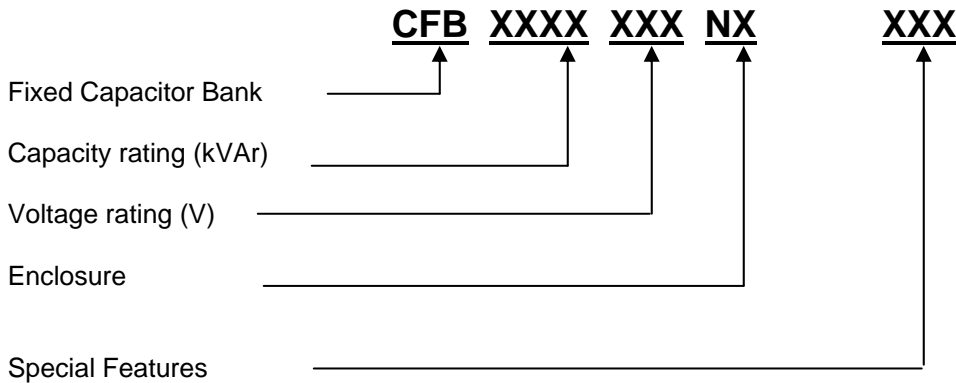 CFB XXXX XXX NX XXX
Fixed Capacitor Bank
Capacity rating (kVAr)
Voltage rating (V)
Enclosure
Special Features